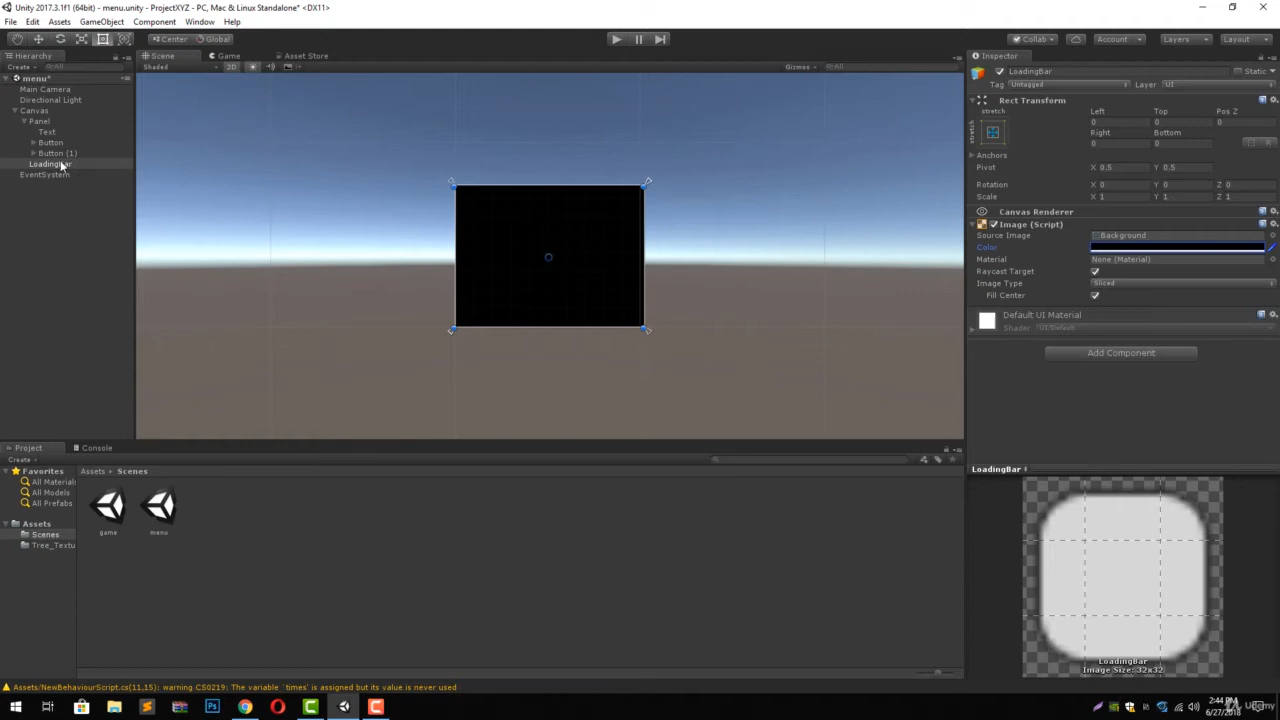 Unity 2017.3.1f1 (64bit) - menu.unity - ProjectXYZ - PC, Mac & Linux Standalone* <DX11>
File Edit Assets GameObject Component Window Help
Center Global
Collab Account Layers Layout
Hierarchy
Create All
menu*
Main Camera
Directional Light
Canvas
Panel
Text
Button
Button (1)
LoadingBar
EventSystem
Scene Game Asset Store
Shaded 2D Gizmos All
Inspector
LoadingBar Static
Tag Untagged Layer UI
Rect Transform
stretch
stretch
Left Top Pos Z
0 0 0
Right Bottom
0 0
R
Anchors
Pivot X 0.5 Y 0.5
Rotation X 0 Y 0 Z 0
Scale X 1 Y 1 Z 1
Canvas Renderer
Image (Script)
Source Image Background
Color
Material None (Material)
Raycast Target
Image Type Sliced
Fill Center
Default UI Material
Shader UI/Default
Add Component
Project Console
Create
Favorites
All Materials
All Models
All Prefabs
Assets
Scenes
Tree_Textu
Assets Scenes
game menu
LoadingBar
LoadingBar
Image Size: 32x32
Assets/NewBehaviourScript.cs(11,15): warning CS0219: The variable `times' is assigned but its value is never used
2:44 PM
6/27/2018
Udemy